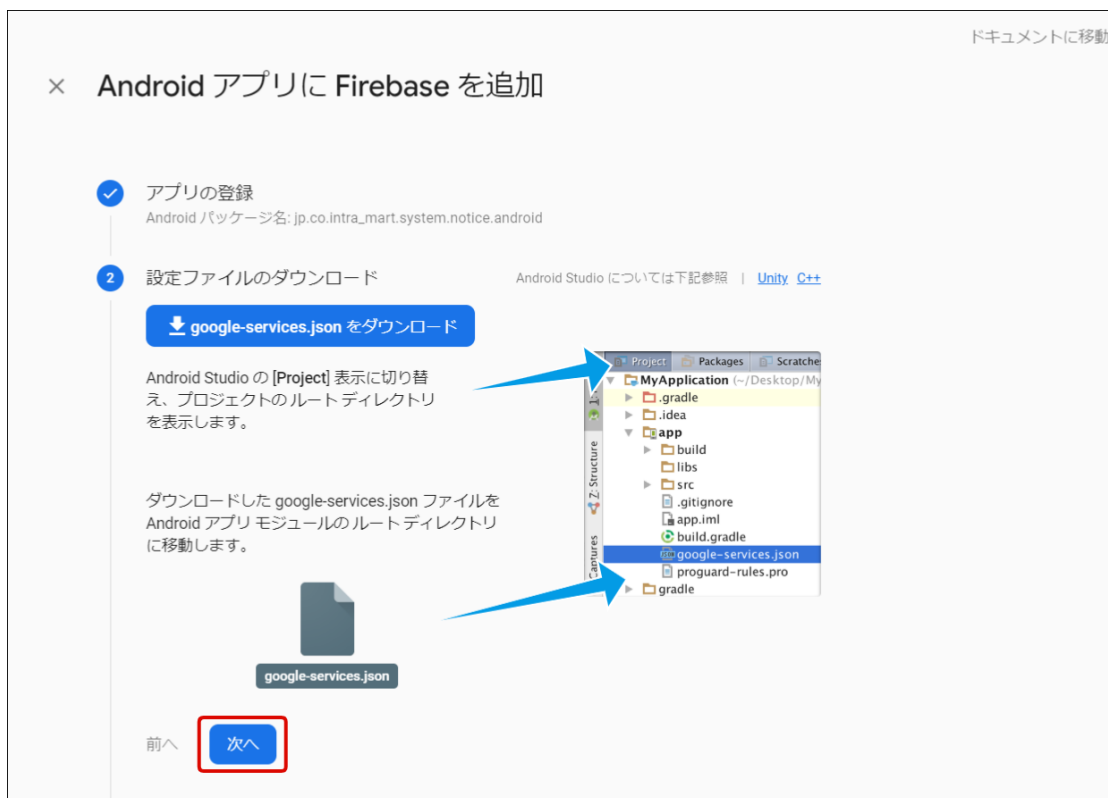 ドキュメントに移動
× Android アプリに Firebase を追加
アプリの登録
Android パッケージ名: jp.co.intra_mart.system.notice.android
2 設定ファイルのダウンロード
Android Studio については下記参照 | Unity C++
google-services.json をダウンロード
Android Studio の [Project] 表示に切り替
え、プロジェクトのルート ディレクトリ
を表示します。
ダウンロードした google-services.json ファイルを
Android アプリ モジュールのルート ディレクトリ
に移動します。
google-services.json
Project Packages Scratche
MyApplication (~/Desktop/My
.gradle
.idea
app
build
libs
src
.gitignore
app.iml
build.gradle
google-services.json
proguard-rules.pro
gradle
Z: Structure
Captures
前へ 次へ